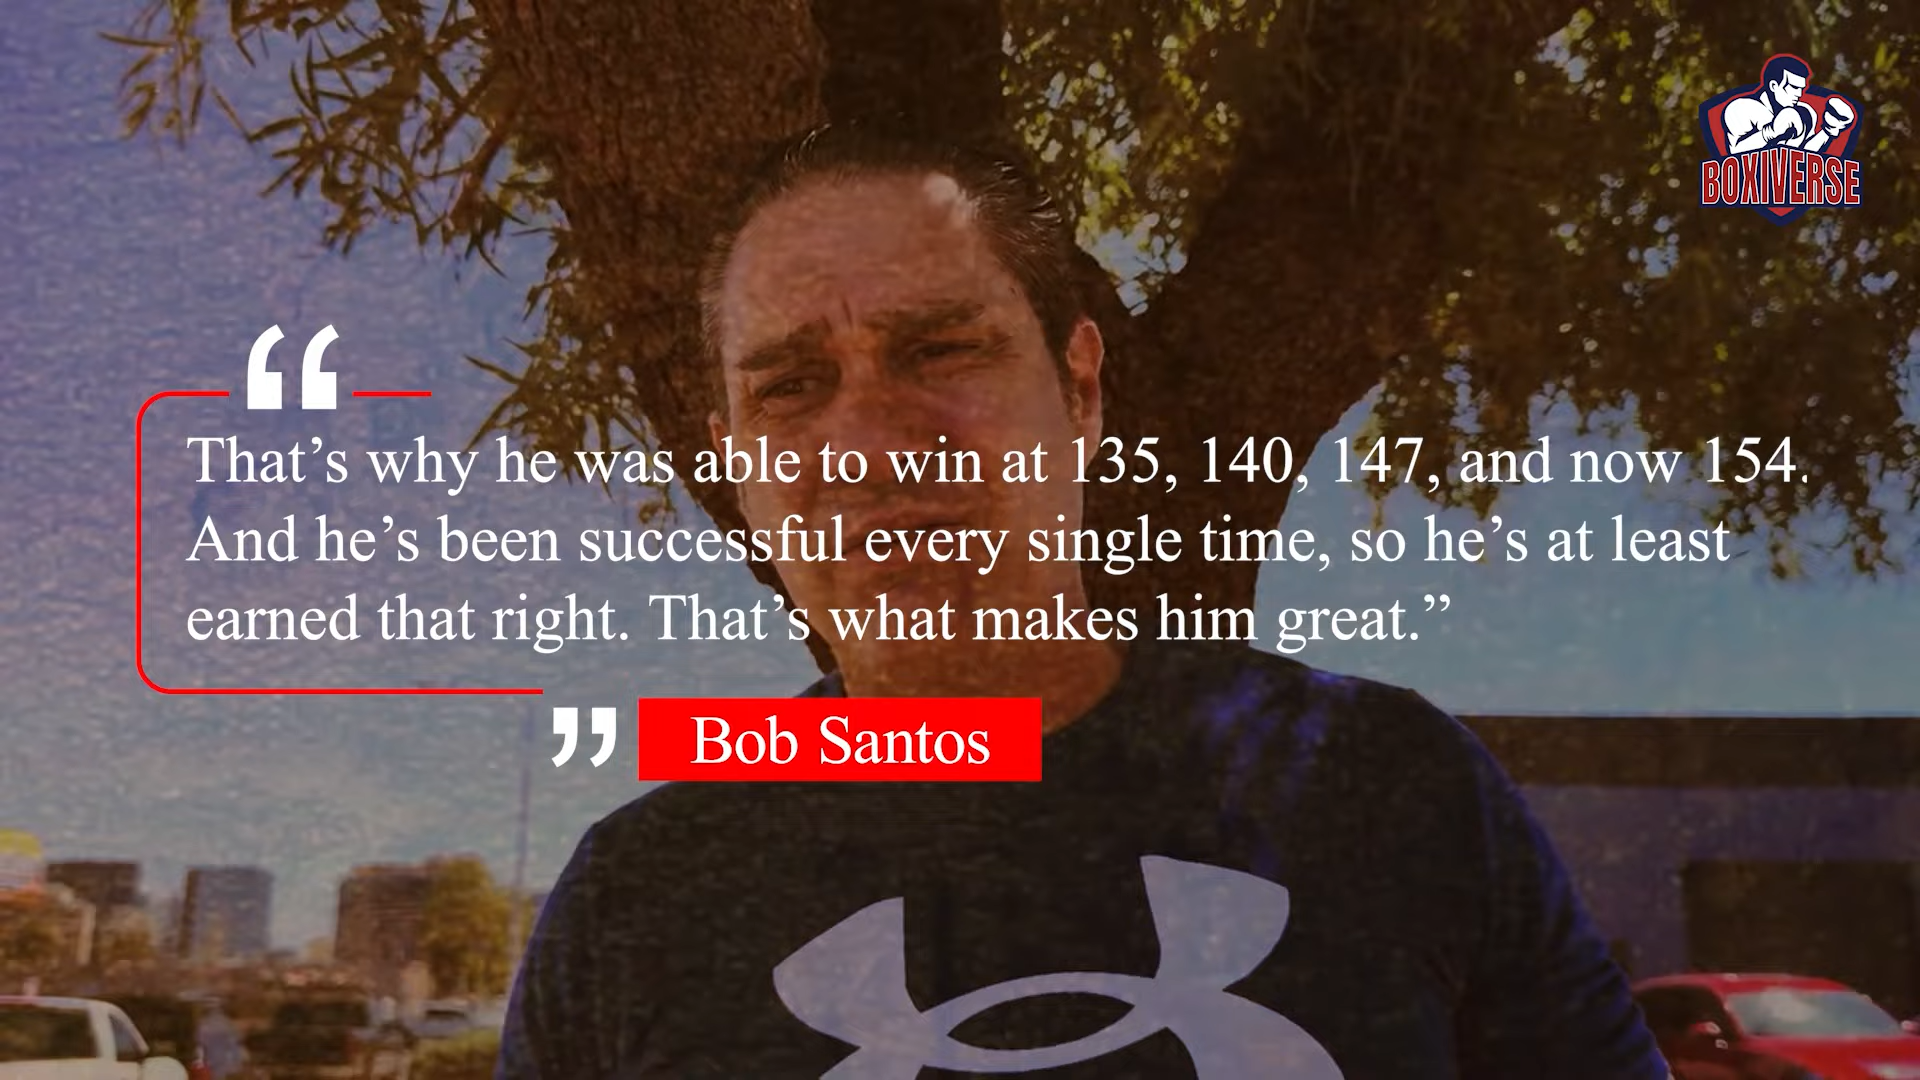 BOXIVERSE
“
That’s why he was able to win at 135, 140, 147, and now 154.
And he’s been successful every single time, so he’s at least
earned that right. That’s what makes him great.”
” Bob Santos